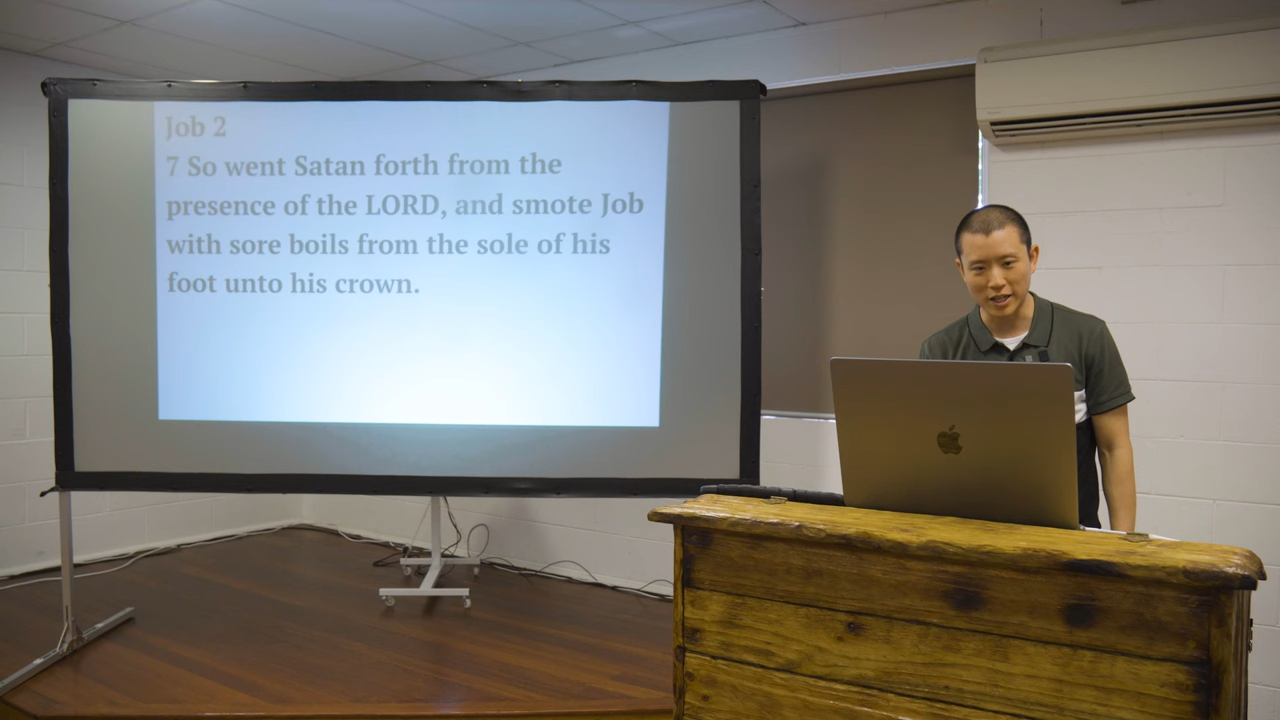 Job 2
7 So went Satan forth from the
presence of the LORD, and smote Job
with sore boils from the sole of his
foot unto his crown.